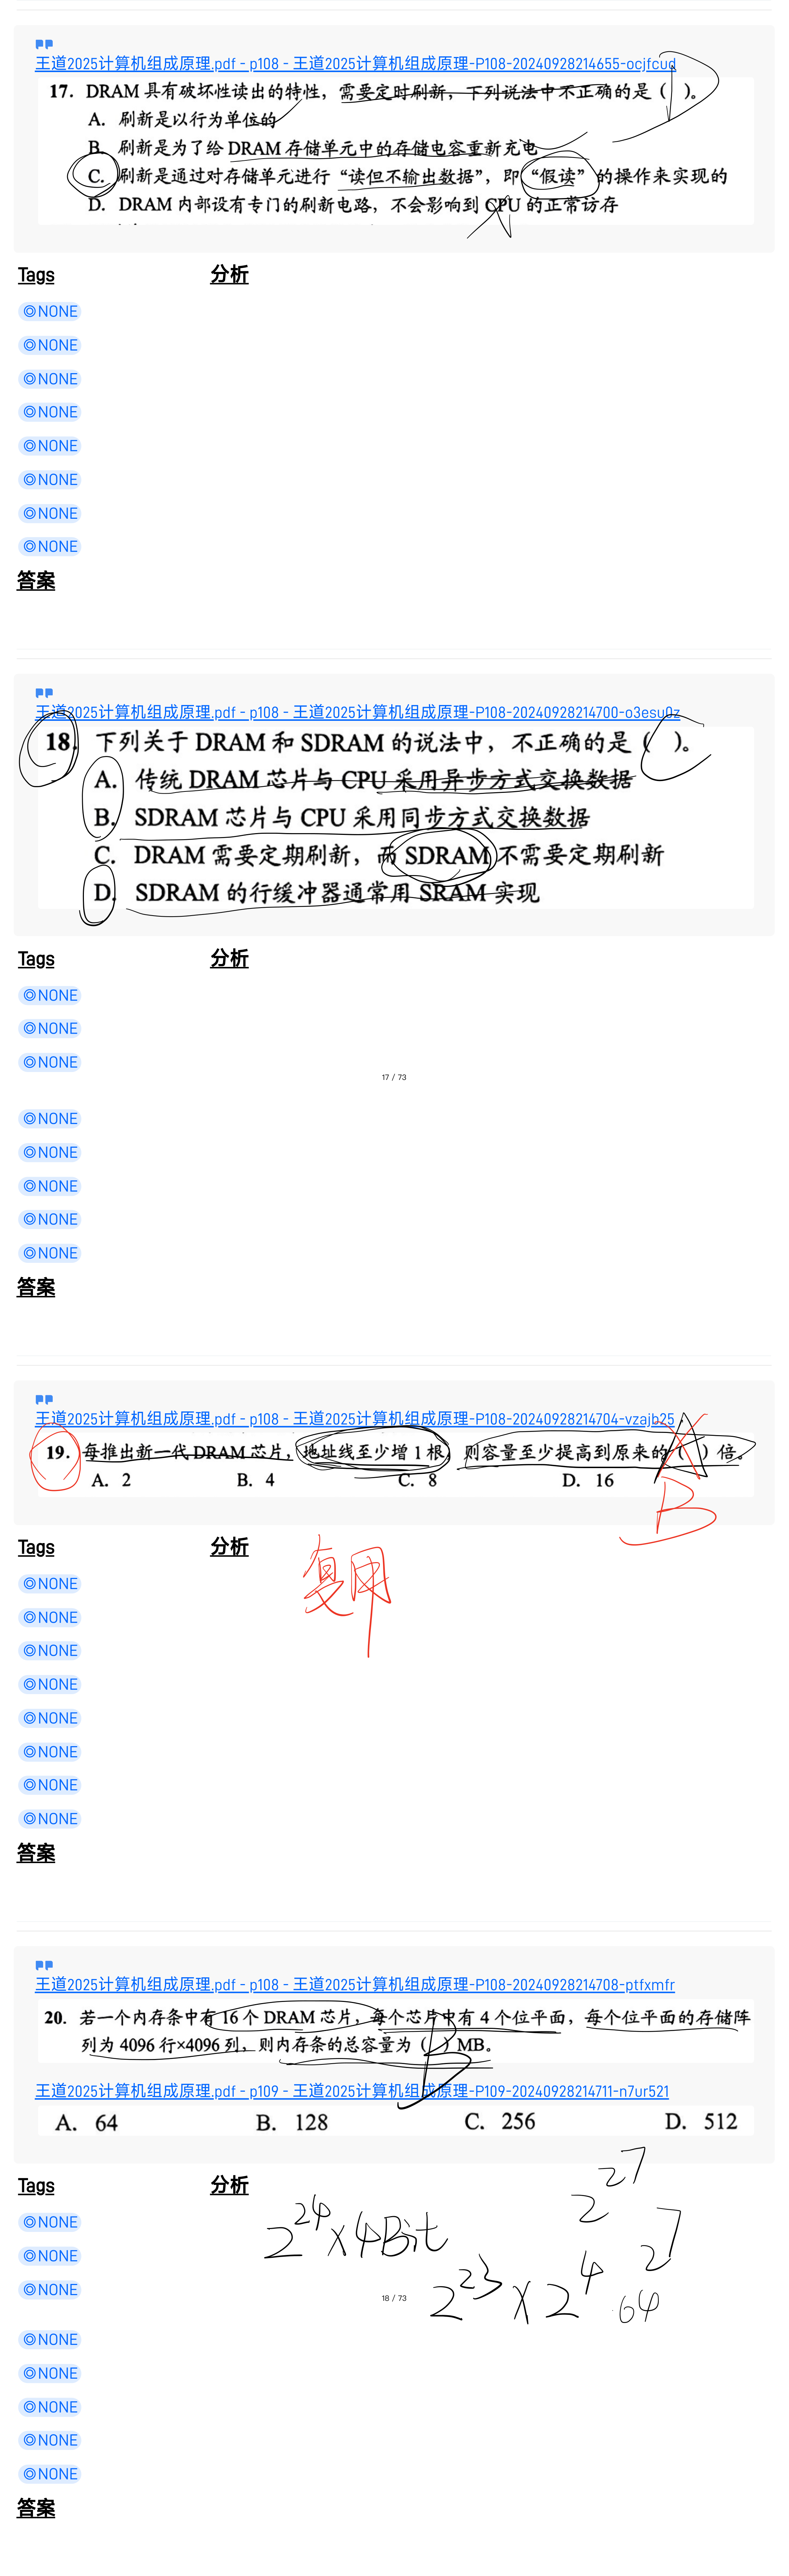 王道2025计算机组成原理.pdf - p108 - 王道2025计算机组成原理-P108-20240928214655-ocjfcud
17. DRAM 具有破坏性读出的特性，需要定时刷新，下列说法中不正确的是（ ）。
D
A. 刷新是以行为单位的
B. 刷新是为了给 DRAM 存储单元中的存储电容重新充电
C. 刷新是通过对存储单元进行“读但不输出数据”，即“假读”的操作来实现的
D. DRAM 内部设有专门的刷新电路，不会影响到 CPU 的正常访存
Tags
分析
◎NONE
◎NONE
◎NONE
◎NONE
◎NONE
◎NONE
◎NONE
◎NONE
答案
王道2025计算机组成原理.pdf - p108 - 王道2025计算机组成原理-P108-20240928214700-o3esu0z
18. 下列关于 DRAM 和 SDRAM 的说法中，不正确的是（ ）。
C
A. 传统 DRAM 芯片与 CPU 采用异步方式交换数据
B. SDRAM 芯片与 CPU 采用同步方式交换数据
C. DRAM 需要定期刷新，而 SDRAM 不需要定期刷新
D. SDRAM 的行缓冲器通常用 SRAM 实现
Tags
分析
◎NONE
◎NONE
◎NONE
17 / 73
◎NONE
◎NONE
◎NONE
◎NONE
◎NONE
答案
王道2025计算机组成原理.pdf - p108 - 王道2025计算机组成原理-P108-20240928214704-vzajb25
19. 每推出新一代 DRAM 芯片，地址线至少增 1 根，则容量至少提高到原来的（ ）倍。
A. 2 B. 4 C. 8 D. 16
B
Tags
分析
复用
◎NONE
◎NONE
◎NONE
◎NONE
◎NONE
◎NONE
◎NONE
◎NONE
答案
王道2025计算机组成原理.pdf - p108 - 王道2025计算机组成原理-P108-20240928214708-ptfxmfr
20. 若一个内存条中有 16 个 DRAM 芯片，每个芯片中有 4 个位平面，每个位平面的存储阵
列为 4096 行×4096 列，则内存条的总容量为（ ）MB。
B
王道2025计算机组成原理.pdf - p109 - 王道2025计算机组成原理-P109-20240928214711-n7ur521
A. 64 B. 128 C. 256 D. 512
Tags
分析
2^27
2^24×4Bit
27
2^23×2^4
64
◎NONE
◎NONE
◎NONE
18 / 73
◎NONE
◎NONE
◎NONE
◎NONE
◎NONE
答案